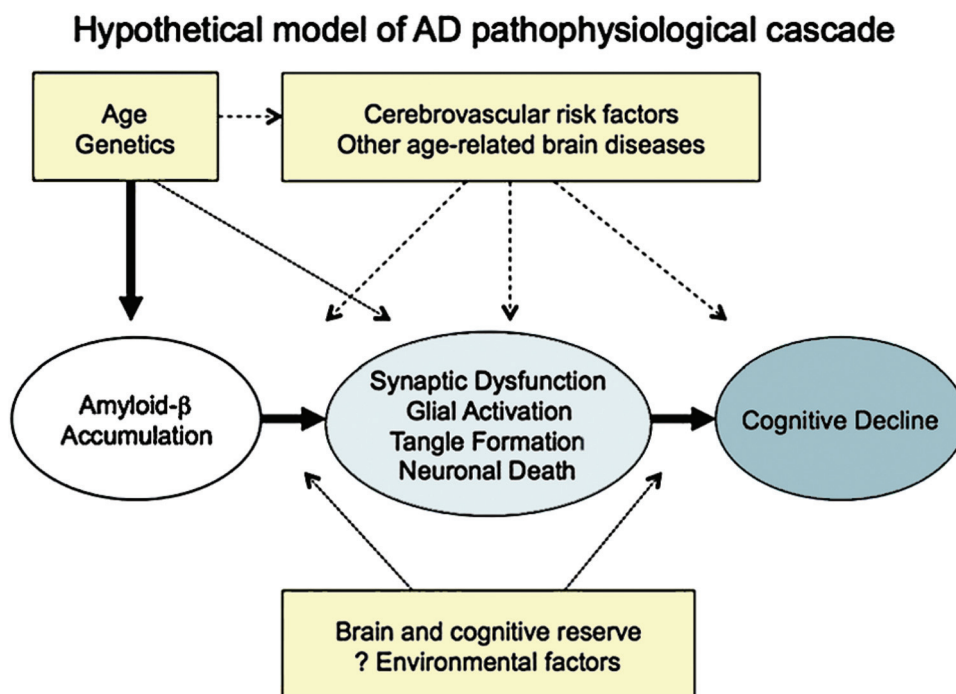 Hypothetical model of AD pathophysiological cascade
Age
Genetics
Cerebrovascular risk factors
Other age-related brain diseases
Amyloid-β
Accumulation
Synaptic Dysfunction
Glial Activation
Tangle Formation
Neuronal Death
Cognitive Decline
Brain and cognitive reserve
? Environmental factors